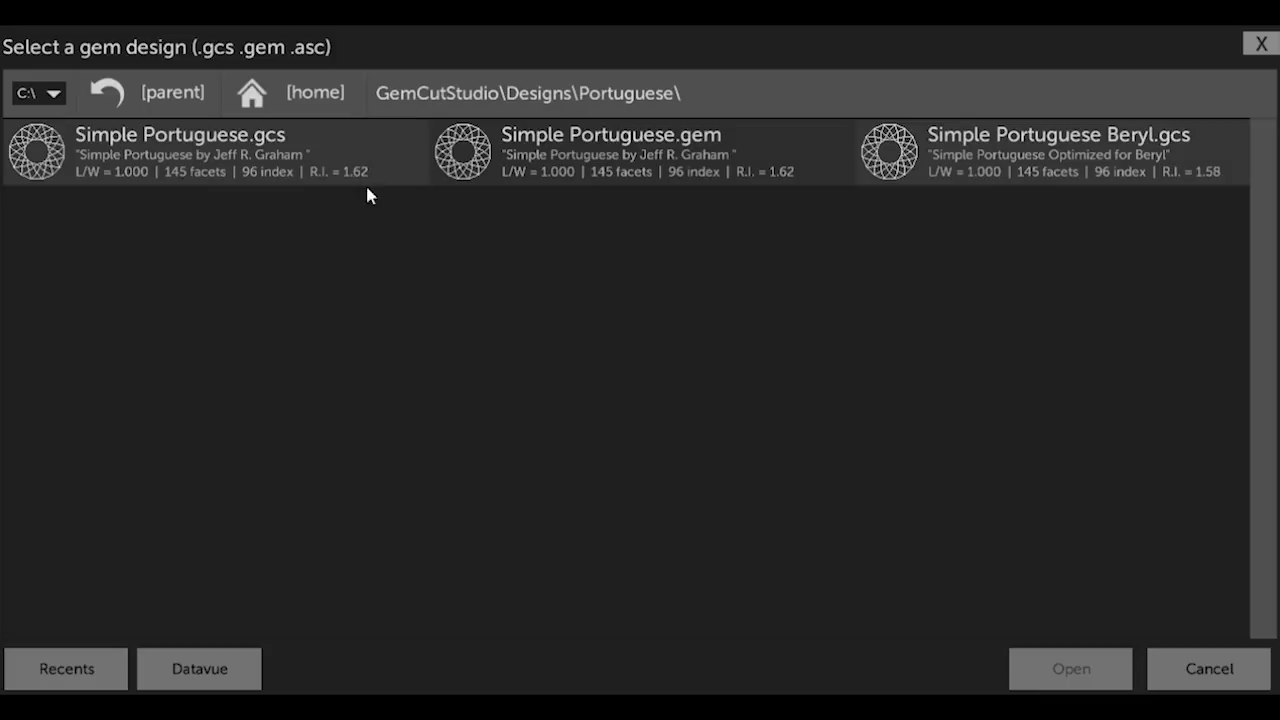 Select a gem design (.gcs .gem .asc)
X
C:\
[parent]
[home]
GemCutStudio\Designs\Portuguese\
Simple Portuguese.gcs
"Simple Portuguese by Jeff R. Graham "
L/W = 1.000 | 145 facets | 96 index | R.I. = 1.62
Simple Portuguese.gem
"Simple Portuguese by Jeff R. Graham "
L/W = 1.000 | 145 facets | 96 index | R.I. = 1.62
Simple Portuguese Beryl.gcs
"Simple Portuguese Optimized for Beryl"
L/W = 1.000 | 145 facets | 96 index | R.I. = 1.58
Recents
Datavue
Open
Cancel